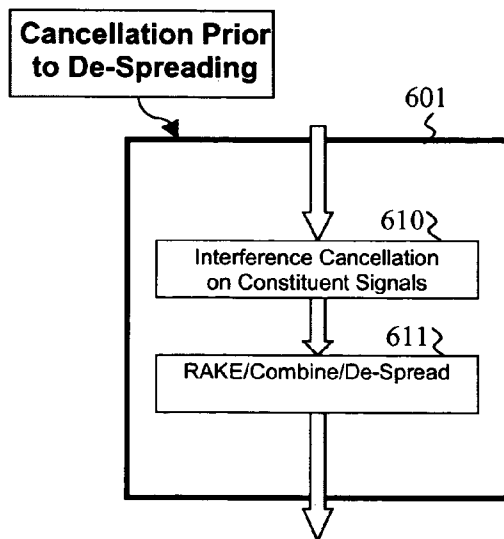 Cancellation Prior
to De-Spreading
601
610
Interference Cancellation
on Constituent Signals
611
RAKE/Combine/De-Spread